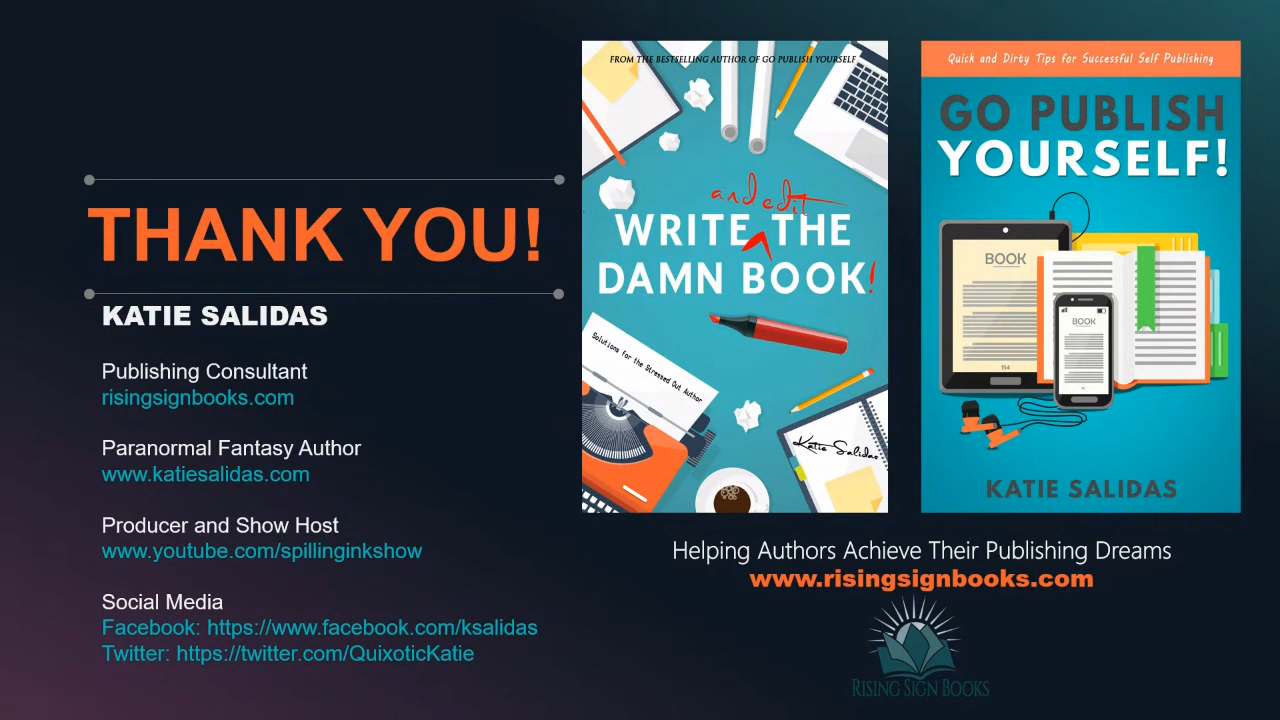 THANK YOU!
KATIE SALIDAS
Publishing Consultant
risingsignbooks.com
Paranormal Fantasy Author
www.katiesalidas.com
Producer and Show Host
www.youtube.com/spillinginkshow
Social Media
Facebook: https://www.facebook.com/ksalidas
Twitter: https://twitter.com/QuixoticKatie
FROM THE BESTSELLING AUTHOR OF GO PUBLISH YOURSELF
and edit
WRITE THE
DAMN BOOK!
Solutions for the Stressed Out Author
Katie Salidas
Quick and Dirty Tips for Successful Self Publishing
GO PUBLISH
YOURSELF!
BOOK
154
BOOK
KATIE SALIDAS
Helping Authors Achieve Their Publishing Dreams
www.risingsignbooks.com
RISING SIGN BOOKS